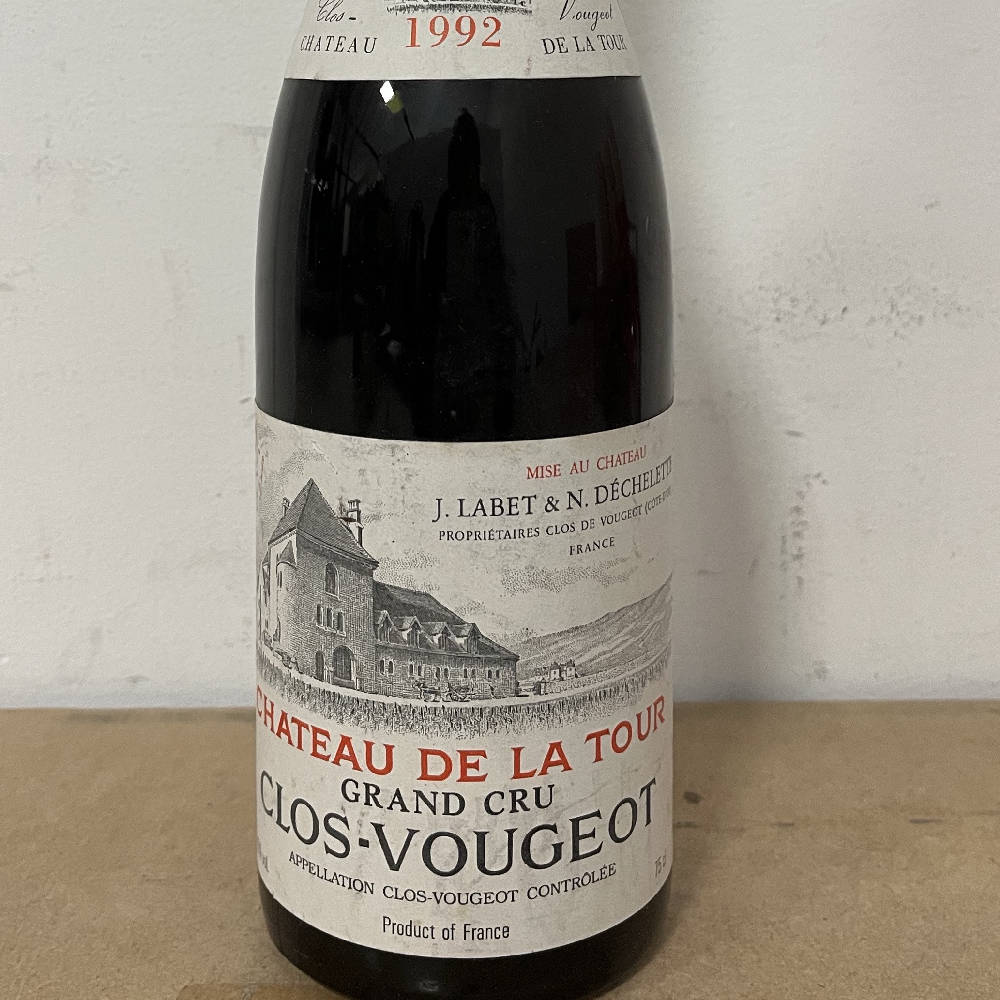 Clos- Vougeot
CHATEAU 1992 DE LA TOUR
MISE AU CHATEAU
J. LABET & N. DÉCHELETTE
PROPRIÉTAIRES CLOS DE VOUGEOT
FRANCE
CHATEAU DE LA TOUR
GRAND CRU
CLOS-VOUGEOT
APPELLATION CLOS-VOUGEOT CONTRÔLÉE
75 cl
Product of France